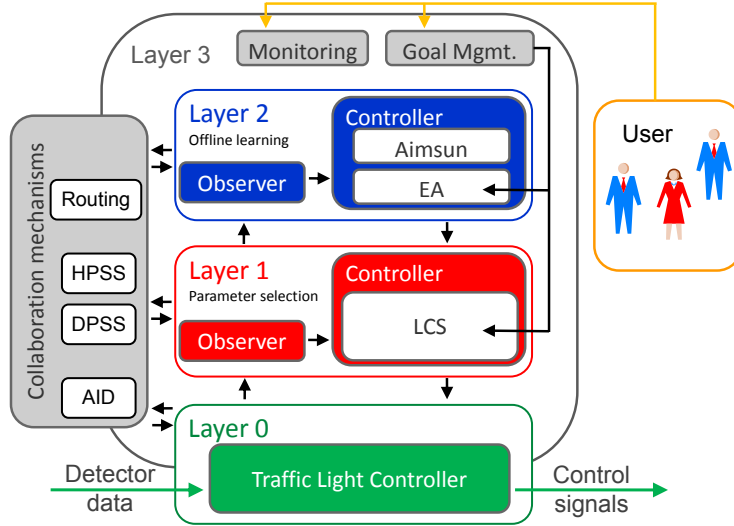 Layer 3
Monitoring
Goal Mgmt.
Layer 2
Offline learning
Observer
Controller
Aimsun
EA
User
Collaboration mechanisms
Routing
HPSS
DPSS
AID
Layer 1
Parameter selection
Observer
Controller
LCS
Layer 0
Traffic Light Controller
Detector
data
Control
signals